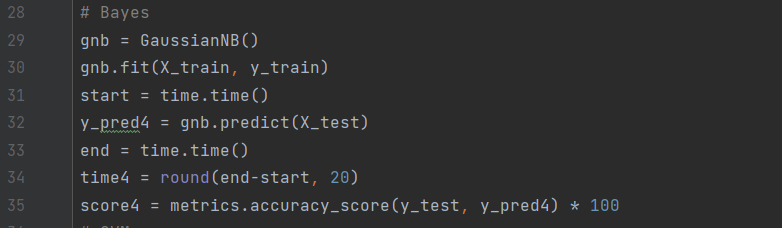 28 # Bayes
29 gnb = GaussianNB()
30 gnb.fit(X_train, y_train)
31 start = time.time()
32 y_pred4 = gnb.predict(X_test)
33 end = time.time()
34 time4 = round(end-start, 20)
35 score4 = metrics.accuracy_score(y_test, y_pred4) * 100